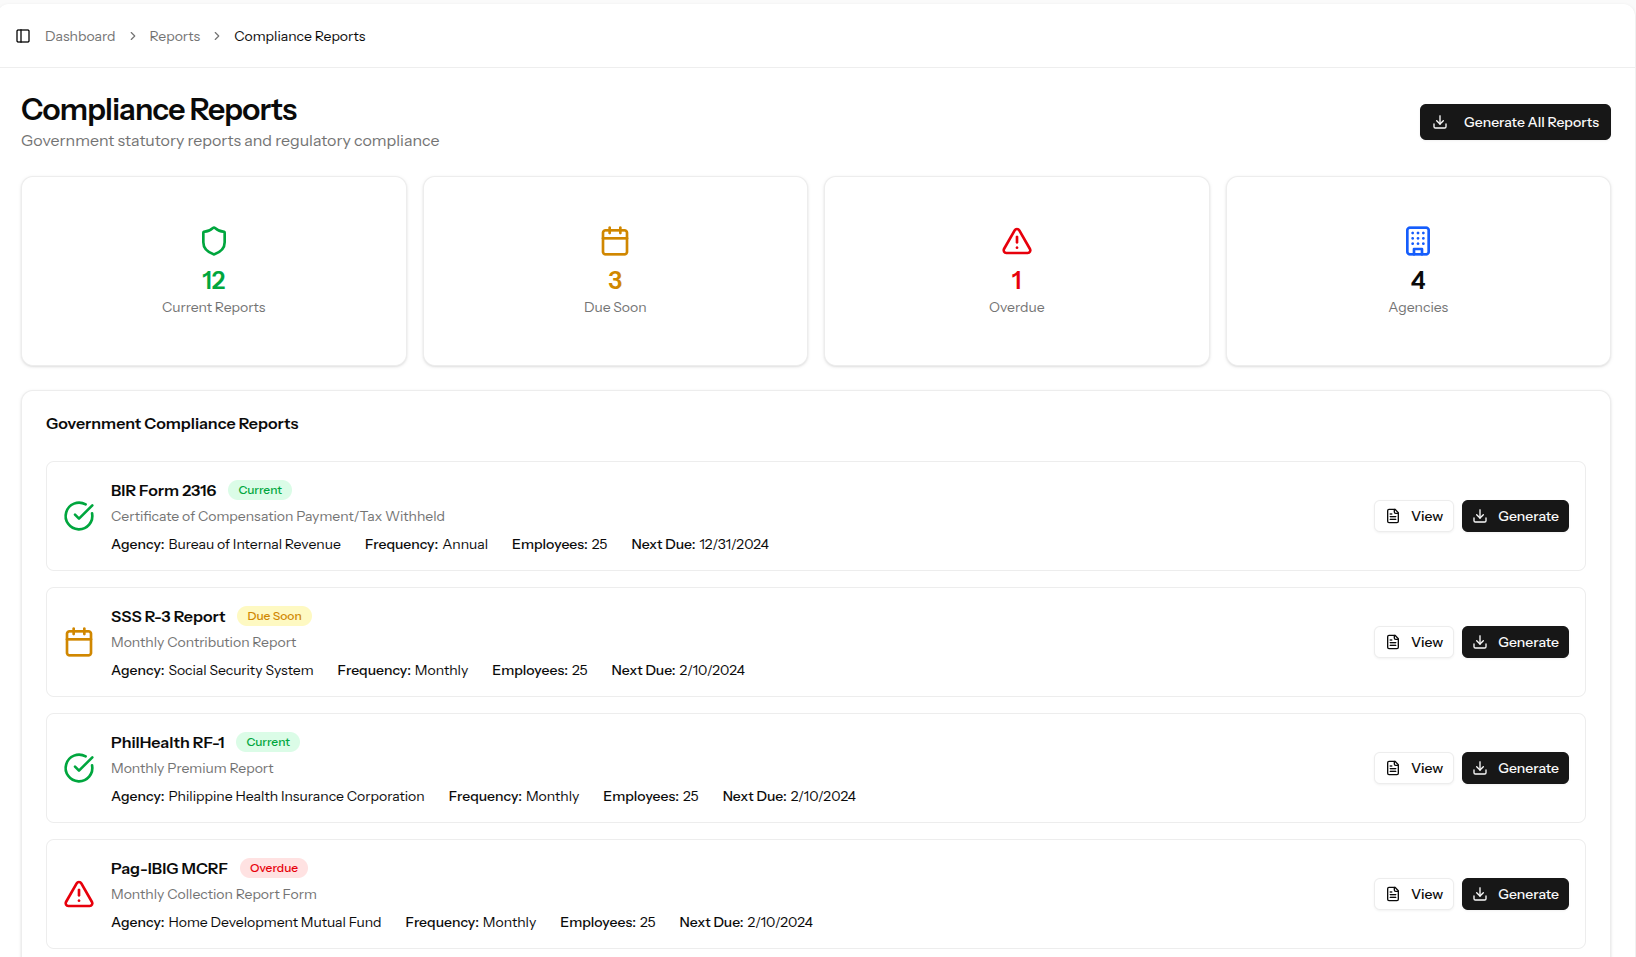 Dashboard > Reports > Compliance Reports
Compliance Reports
Government statutory reports and regulatory compliance
Generate All Reports
12
Current Reports
3
Due Soon
1
Overdue
4
Agencies
Government Compliance Reports
BIR Form 2316 Current
Certificate of Compensation Payment/Tax Withheld
Agency: Bureau of Internal Revenue Frequency: Annual Employees: 25 Next Due: 12/31/2024
View Generate
SSS R-3 Report Due Soon
Monthly Contribution Report
Agency: Social Security System Frequency: Monthly Employees: 25 Next Due: 2/10/2024
View Generate
PhilHealth RF-1 Current
Monthly Premium Report
Agency: Philippine Health Insurance Corporation Frequency: Monthly Employees: 25 Next Due: 2/10/2024
View Generate
Pag-IBIG MCRF Overdue
Monthly Collection Report Form
Agency: Home Development Mutual Fund Frequency: Monthly Employees: 25 Next Due: 2/10/2024
View Generate